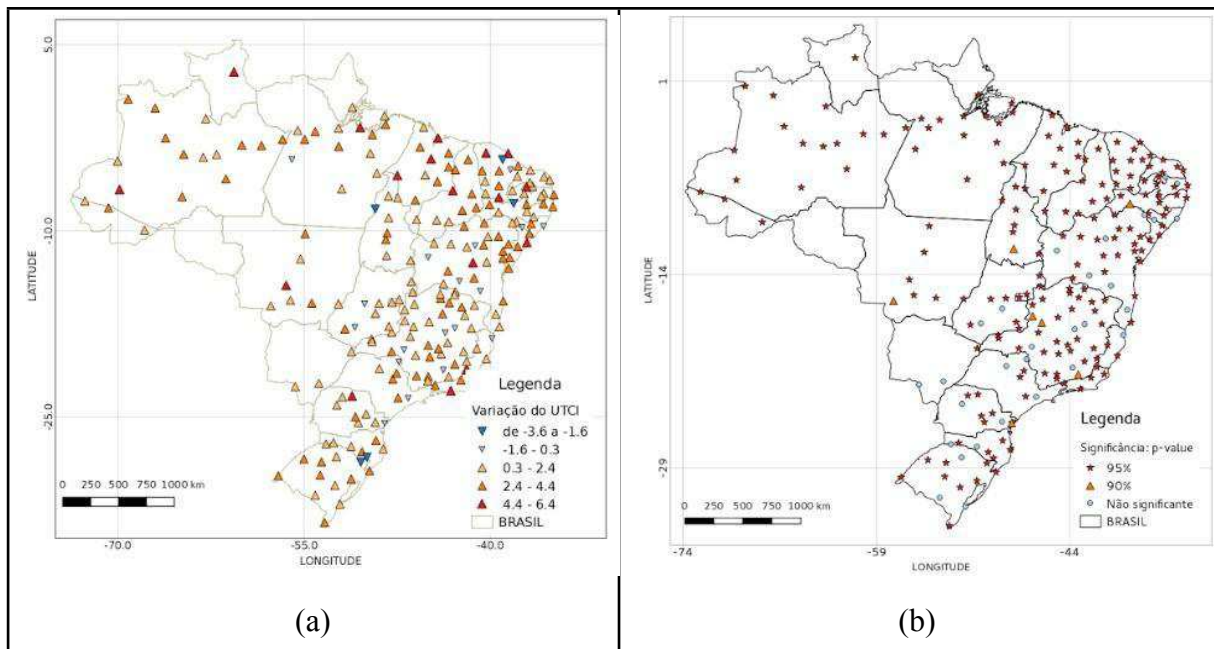 5.0
-10.0
-25.0
LATITUDE
Legenda
Variação do UTCI
de -3.6 a -1.6
-1.6 - 0.3
0.3 - 2.4
2.4 - 4.4
4.4 - 6.4
BRASIL
0 250 500 750 1000 km
-70.0 -55.0 -40.0
LONGITUDE
(a)
1
-14
-29
LATITUDE
Legenda
Significância: p-value
95%
90%
Não significante
BRASIL
0 250 500 750 1000 km
-74 -59 -44
LONGITUDE
(b)